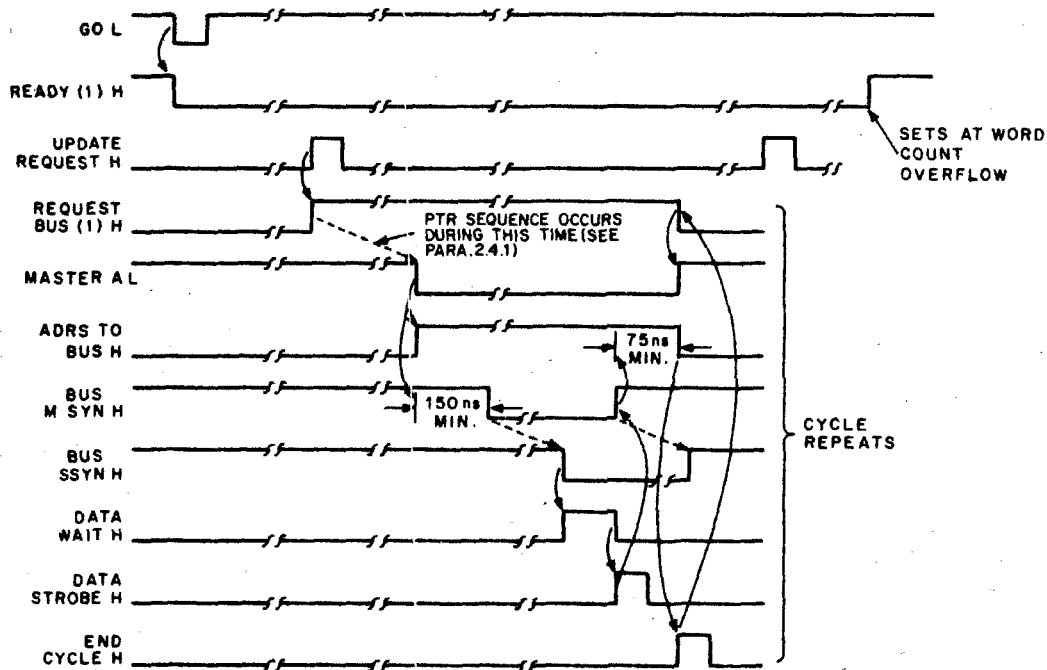 GO L
READY (1) H
SETS AT WORD
COUNT
OVERFLOW
UPDATE
REQUEST H
REQUEST
BUS (1) H
PTR SEQUENCE OCCURS
DURING THIS TIME (SEE
PARA. 2.4.1)
MASTER A L
ADRS TO
BUS H
75ns
MIN.
BUS
M SYN H
150 ns
MIN.
CYCLE
REPEATS
BUS
SSYN H
DATA
WAIT H
DATA
STROBE H
END
CYCLE H